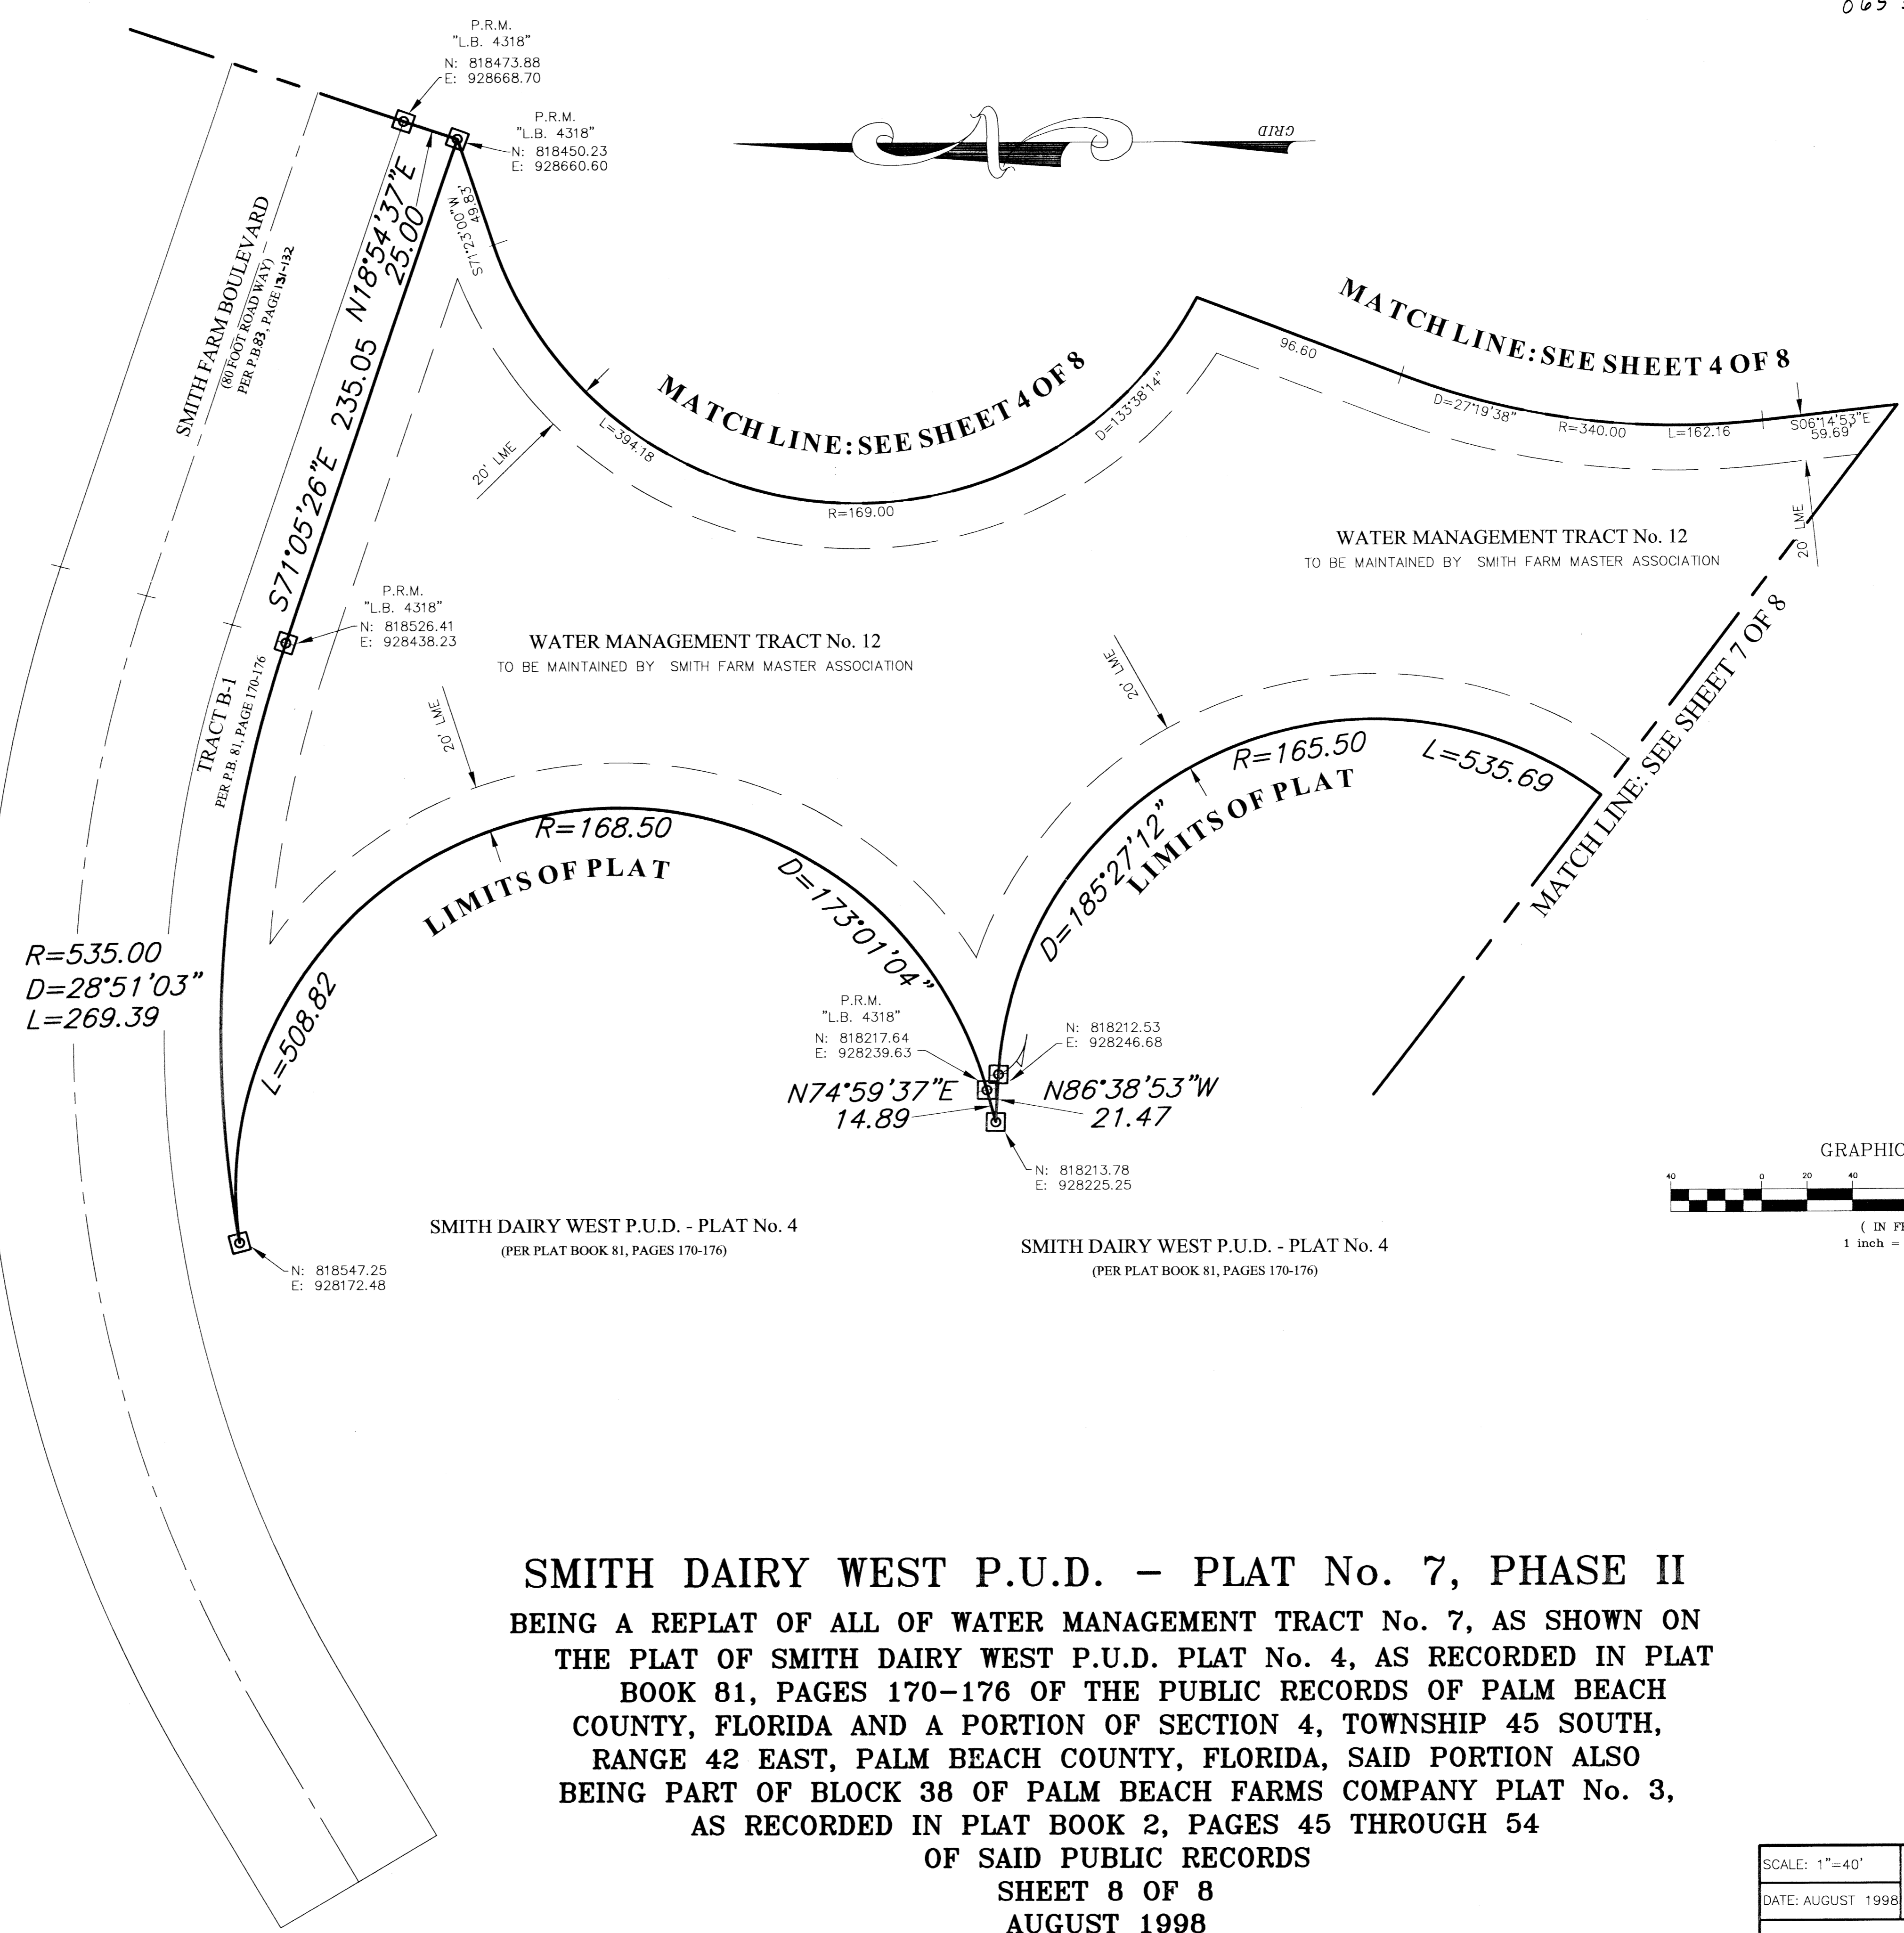 P.R.M.
"L.B. 4318"
N: 818473.88
E: 928668.70
P.R.M.
"L.B. 4318"
N: 818450.23
E: 928660.60
GRID
SMITH FARM BOULEVARD
(80 FOOT ROAD WAY)
PER P.B. 83, PAGE 131-132
N18°54'37"E
25.00
S71°05'26"E 235.05
S71°23'00"W
49.83'
MATCH LINE: SEE SHEET 4 OF 8
L=394.18
R=169.00
D=133°38'14"
20' LME
MATCH LINE: SEE SHEET 4 OF 8
96.60
D=27°19'38"
R=340.00
L=162.16
S06°14'53"E
59.69'
20' LME
WATER MANAGEMENT TRACT No. 12
TO BE MAINTAINED BY SMITH FARM MASTER ASSOCIATION
P.R.M.
"L.B. 4318"
N: 818526.41
E: 928438.23
WATER MANAGEMENT TRACT No. 12
TO BE MAINTAINED BY SMITH FARM MASTER ASSOCIATION
TRACT B-1
PER P.B. 81, PAGE 170-176
20' LME
20' LME
MATCH LINE: SEE SHEET 7 OF 8
R=168.50
LIMITS OF PLAT
D=173°01'04"
L=508.82
R=165.50
L=535.69
LIMITS OF PLAT
D=185°27'12"
R=535.00
D=28°51'03"
L=269.39
P.R.M.
"L.B. 4318"
N: 818217.64
E: 928239.63
N: 818212.53
E: 928246.68
N74°59'37"E
14.89
N86°38'53"W
21.47
N: 818213.78
E: 928225.25
GRAPHIC
40 0 20 40
1 inch =
N: 818547.25
E: 928172.48
SMITH DAIRY WEST P.U.D. - PLAT No. 4
(PER PLAT BOOK 81, PAGES 170-176)
SMITH DAIRY WEST P.U.D. - PLAT No. 4
(PER PLAT BOOK 81, PAGES 170-176)
SMITH DAIRY WEST P.U.D. - PLAT No. 7, PHASE II
BEING A REPLAT OF ALL OF WATER MANAGEMENT TRACT No. 7, AS SHOWN ON
THE PLAT OF SMITH DAIRY WEST P.U.D. PLAT No. 4, AS RECORDED IN PLAT
BOOK 81, PAGES 170-176 OF THE PUBLIC RECORDS OF PALM BEACH
COUNTY, FLORIDA AND A PORTION OF SECTION 4, TOWNSHIP 45 SOUTH,
RANGE 42 EAST, PALM BEACH COUNTY, FLORIDA, SAID PORTION ALSO
BEING PART OF BLOCK 38 OF PALM BEACH FARMS COMPANY PLAT No. 3,
AS RECORDED IN PLAT BOOK 2, PAGES 45 THROUGH 54
OF SAID PUBLIC RECORDS
SHEET 8 OF 8
AUGUST 1998
SCALE: 1"=40'
DATE: AUGUST 1998